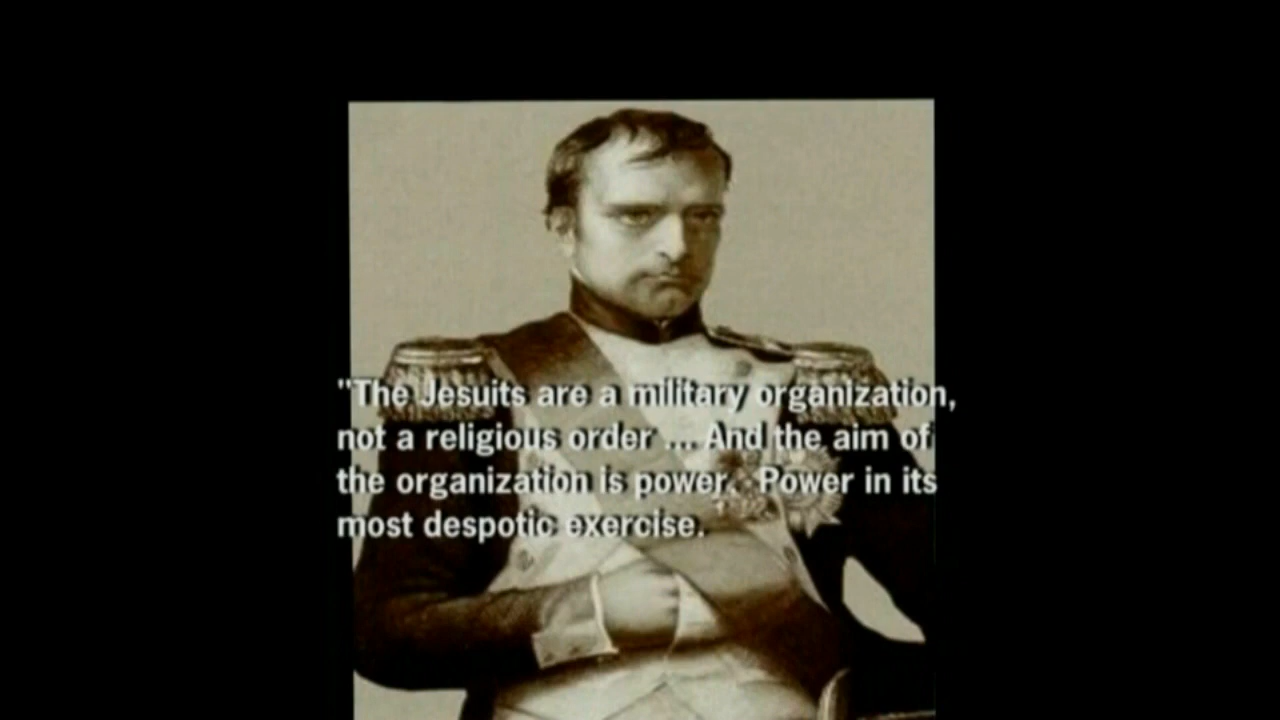 "The Jesuits are a military organization,
not a religious order ... And the aim of
the organization is power.  Power in its
most despotic exercise.